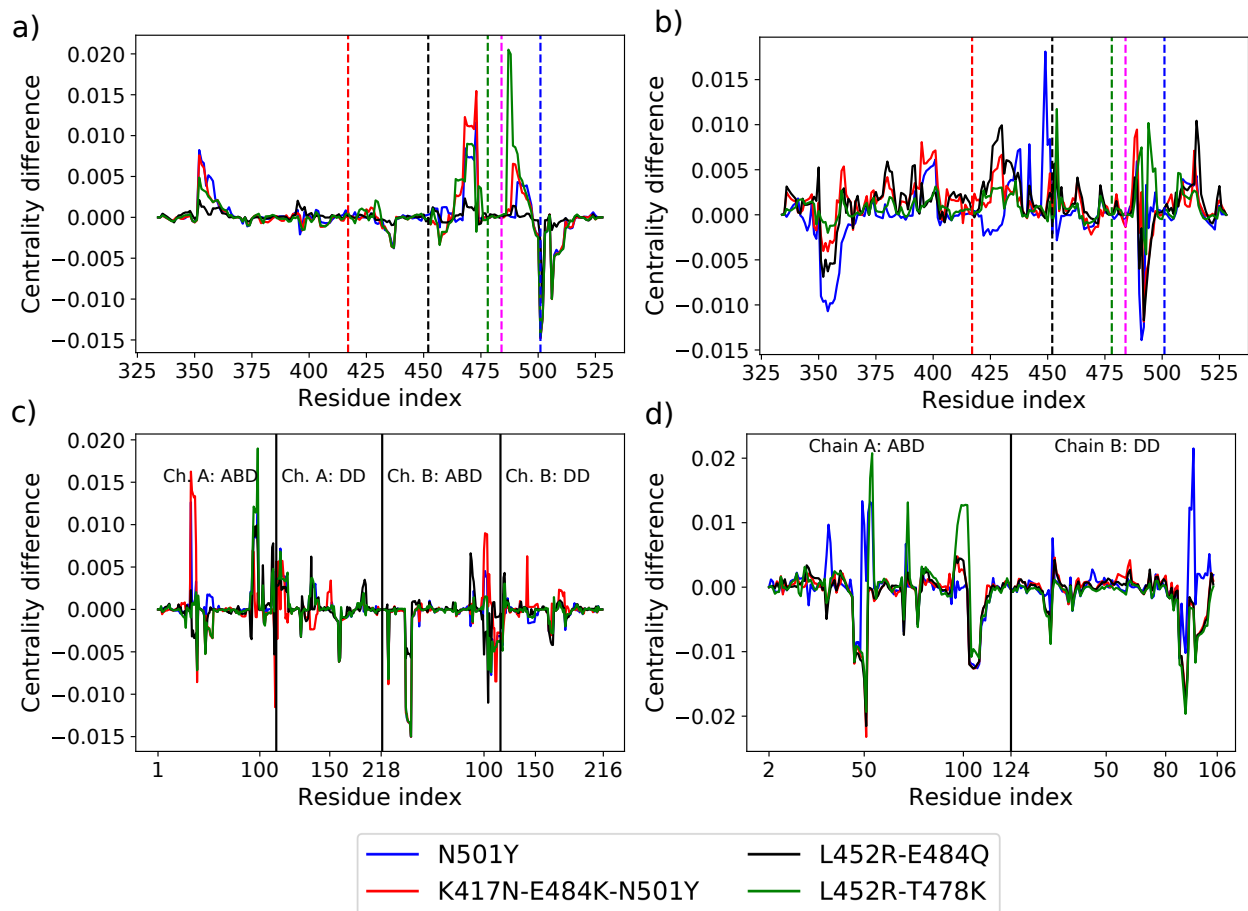 a)
Centrality difference
0.020
0.015
0.010
0.005
0.000
−0.005
−0.010
−0.015
325 350 375 400 425 450 475 500 525
Residue index
b)
Centrality difference
0.020
0.015
0.010
0.005
0.000
0.005
−0.010
−0.015
325 350 375 400 425 450 475 500 525
Residue index
c)
Centrality difference
0.020
0.015
0.010
0.005
0.000
−0.005
−0.010
−0.015
Ch. A: ABD Ch. A: DD Ch. B: ABD Ch. B: DD
1 100 150 218 100 150 216
Residue index
d)
Centrality difference
0.02
0.01
0.00
−0.01
−0.02
Chain A: ABD Chain B: DD
2 50 100 124 50 80 106
Residue index
N501Y L452R-E484Q
K417N-E484K-N501Y L452R-T478K